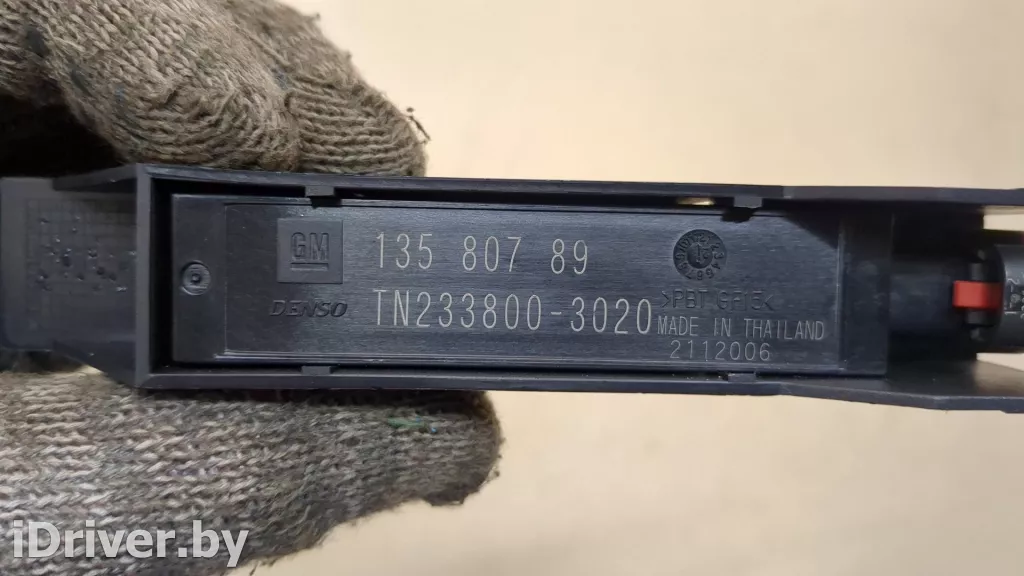 GM 135 807 89
DENSO TN233800-3020
>PBT-GF15<
MADE IN THAILAND
2112006
iDriver.by